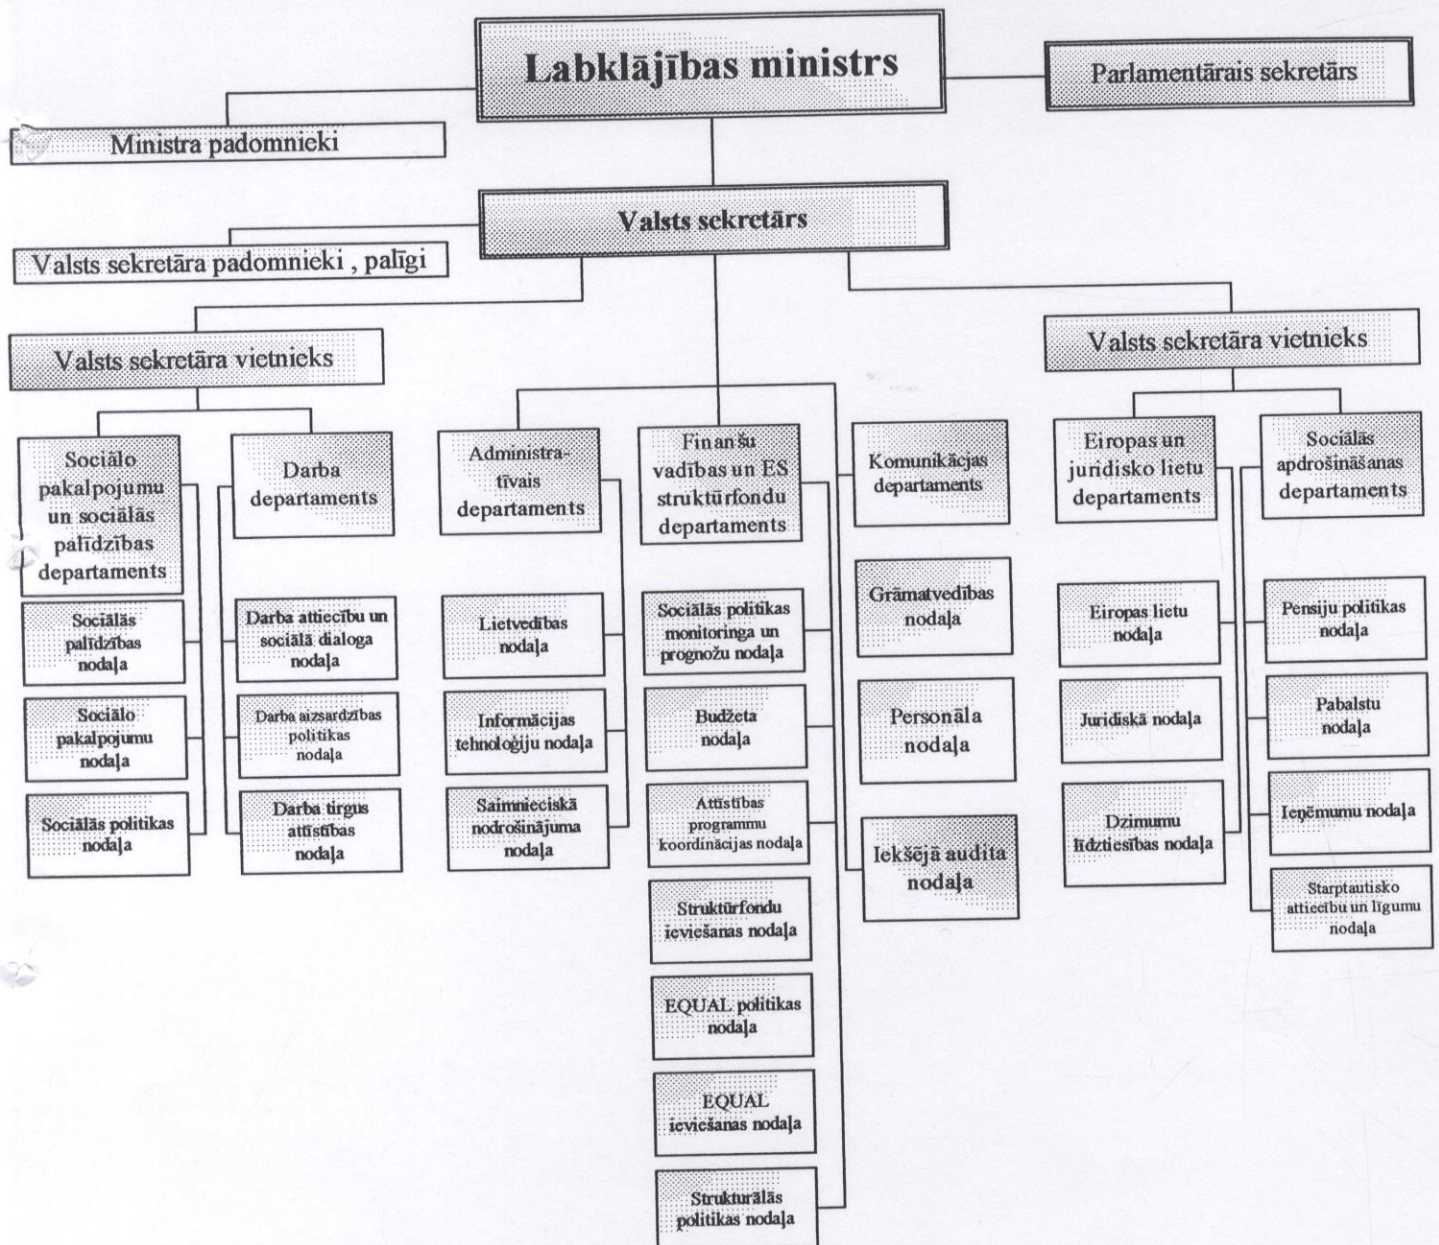 Labklājības ministrs
Parlamentārais sekretārs
Ministra padomnieki
Valsts sekretārs
Valsts sekretāra padomnieki , palīgi
Valsts sekretāra vietnieks
Valsts sekretāra vietnieks
Sociālo
pakalpojumu
un sociālās
palīdzības
departaments
Sociālās
palīdzības
nodaļa
Sociālo
pakalpojumu
nodaļa
Sociālās politikas
nodaļa
Darba
departaments
Darba attiecību un
sociālā dialoga
nodaļa
Darba aizsardzības
politikas
nodaļa
Darba tirgus
attīstības
nodaļa
Administra-
tīvais
departaments
Lietvedības
nodaļa
Informācijas
tehnoloģiju nodaļa
Saimnieciskā
nodrošinājuma
nodaļa
Finanšu
vadības un ES
struktūrfondu
departaments
Sociālās politikas
monitoringa un
prognožu nodaļa
Budžeta
nodaļa
Attīstības
programmu
koordinācijas nodaļa
Struktūrfondu
ieviešanas nodaļa
EQUAL politikas
nodaļa
EQUAL
ieviešanas nodaļa
Strukturālās
politikas nodaļa
Komunikācjas
departaments
Grāmatvedības
nodaļa
Personāla
nodaļa
Iekšējā audita
nodaļa
Eiropas un
juridisko lietu
departaments
Eiropas lietu
nodaļa
Juridiskā nodaļa
Dzimumu
līdztiesības nodaļa
Sociālās
apdrošināšanas
departaments
Pensiju politikas
nodaļa
Pabalstu
nodaļa
Ieņēmumu nodaļa
Starptautisko
attiecību un līgumu
nodaļa